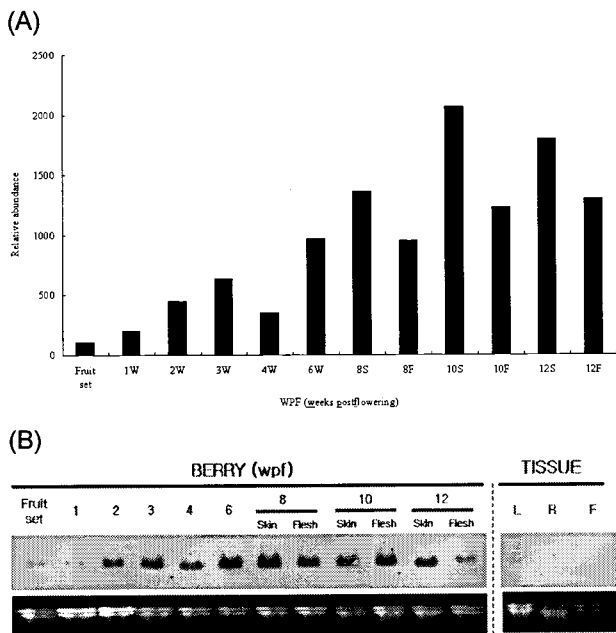 (A)
2500
2000
1500
1000
500
0
Relative abundance
Fruit set 1W 2W 3W 4W 6W 8S 8F 10S 10F 12S 12F
WPF (weeks postflowering)
(B)
BERRY (wpf) TISSUE
Fruit set 1 2 3 4 6 8 10 12 L R F
Skin Flesh Skin Flesh Skin Flesh